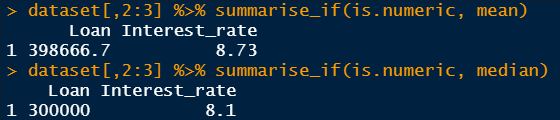 > dataset[,2:3] %>% summarise_if(is.numeric, mean)
Loan Interest_rate
1 398666.7 8.73
> dataset[,2:3] %>% summarise_if(is.numeric, median)
Loan Interest_rate
1 300000 8.1